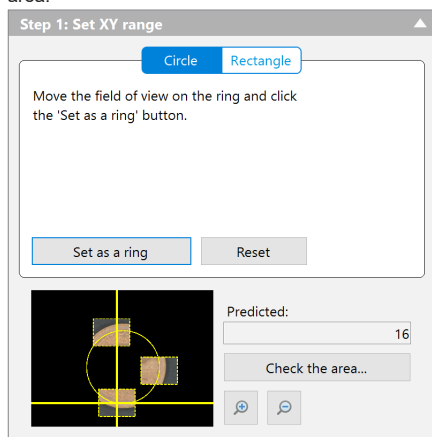 area.
Step 1: Set XY range
Circle
Rectangle
Move the field of view on the ring and click
the 'Set as a ring' button.
Set as a ring
Reset
Predicted:
16
Check the area...